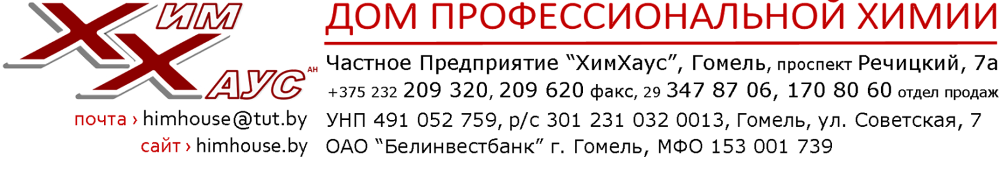 ХИМ
ХАУС АН
почта › himhouse@tut.by
сайт › himhouse.by
ДОМ ПРОФЕССИОНАЛЬНОЙ ХИМИИ
Частное Предприятие “ХимХаус”, Гомель, проспект Речицкий, 7а
+375 232 209 320, 209 620 факс, 29 347 87 06, 170 80 60 отдел продаж
УНП 491 052 759, р/с 301 231 032 0013, Гомель, ул. Советская, 7
ОАО “Белинвестбанк” г. Гомель, МФО 153 001 739